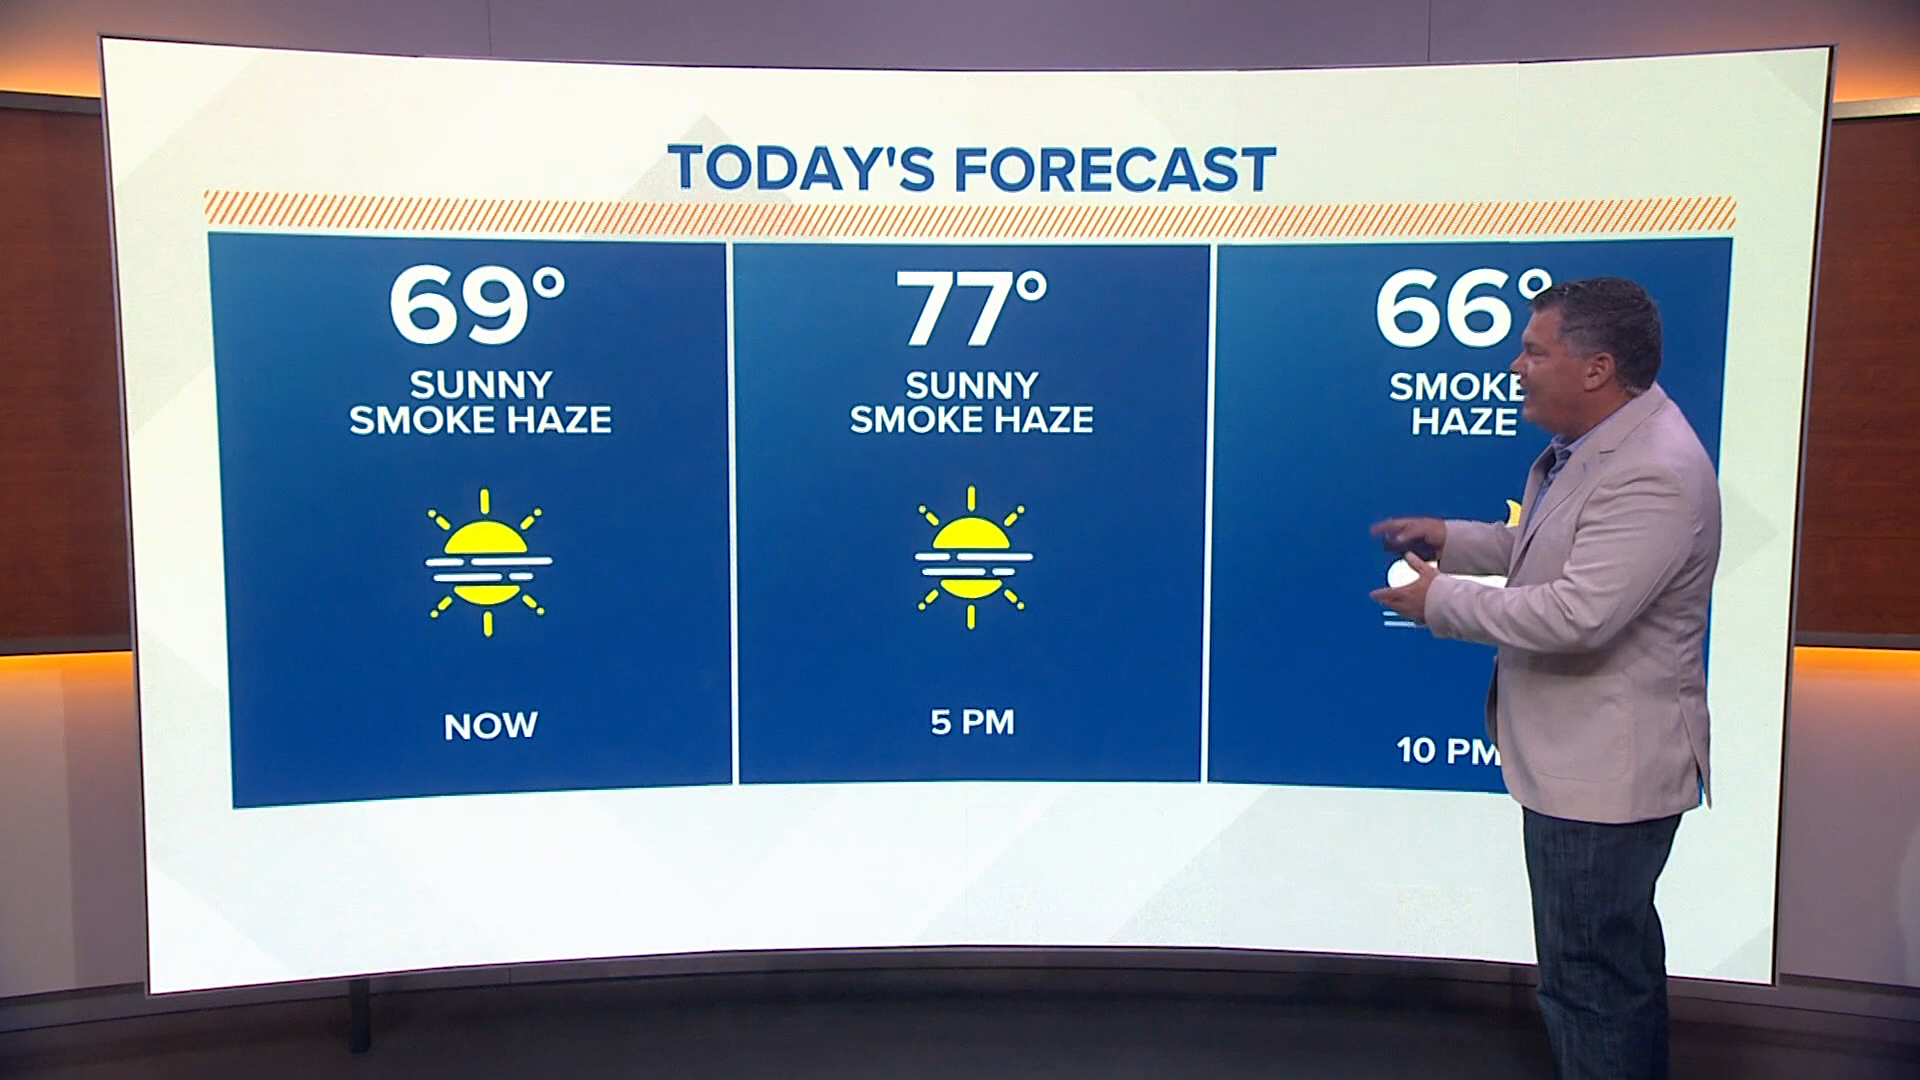 TODAY'S FORECAST
69°
SUNNY
SMOKE HAZE
NOW
77°
SUNNY
SMOKE HAZE
5 PM
66°
SMOKE
HAZE
10 PM